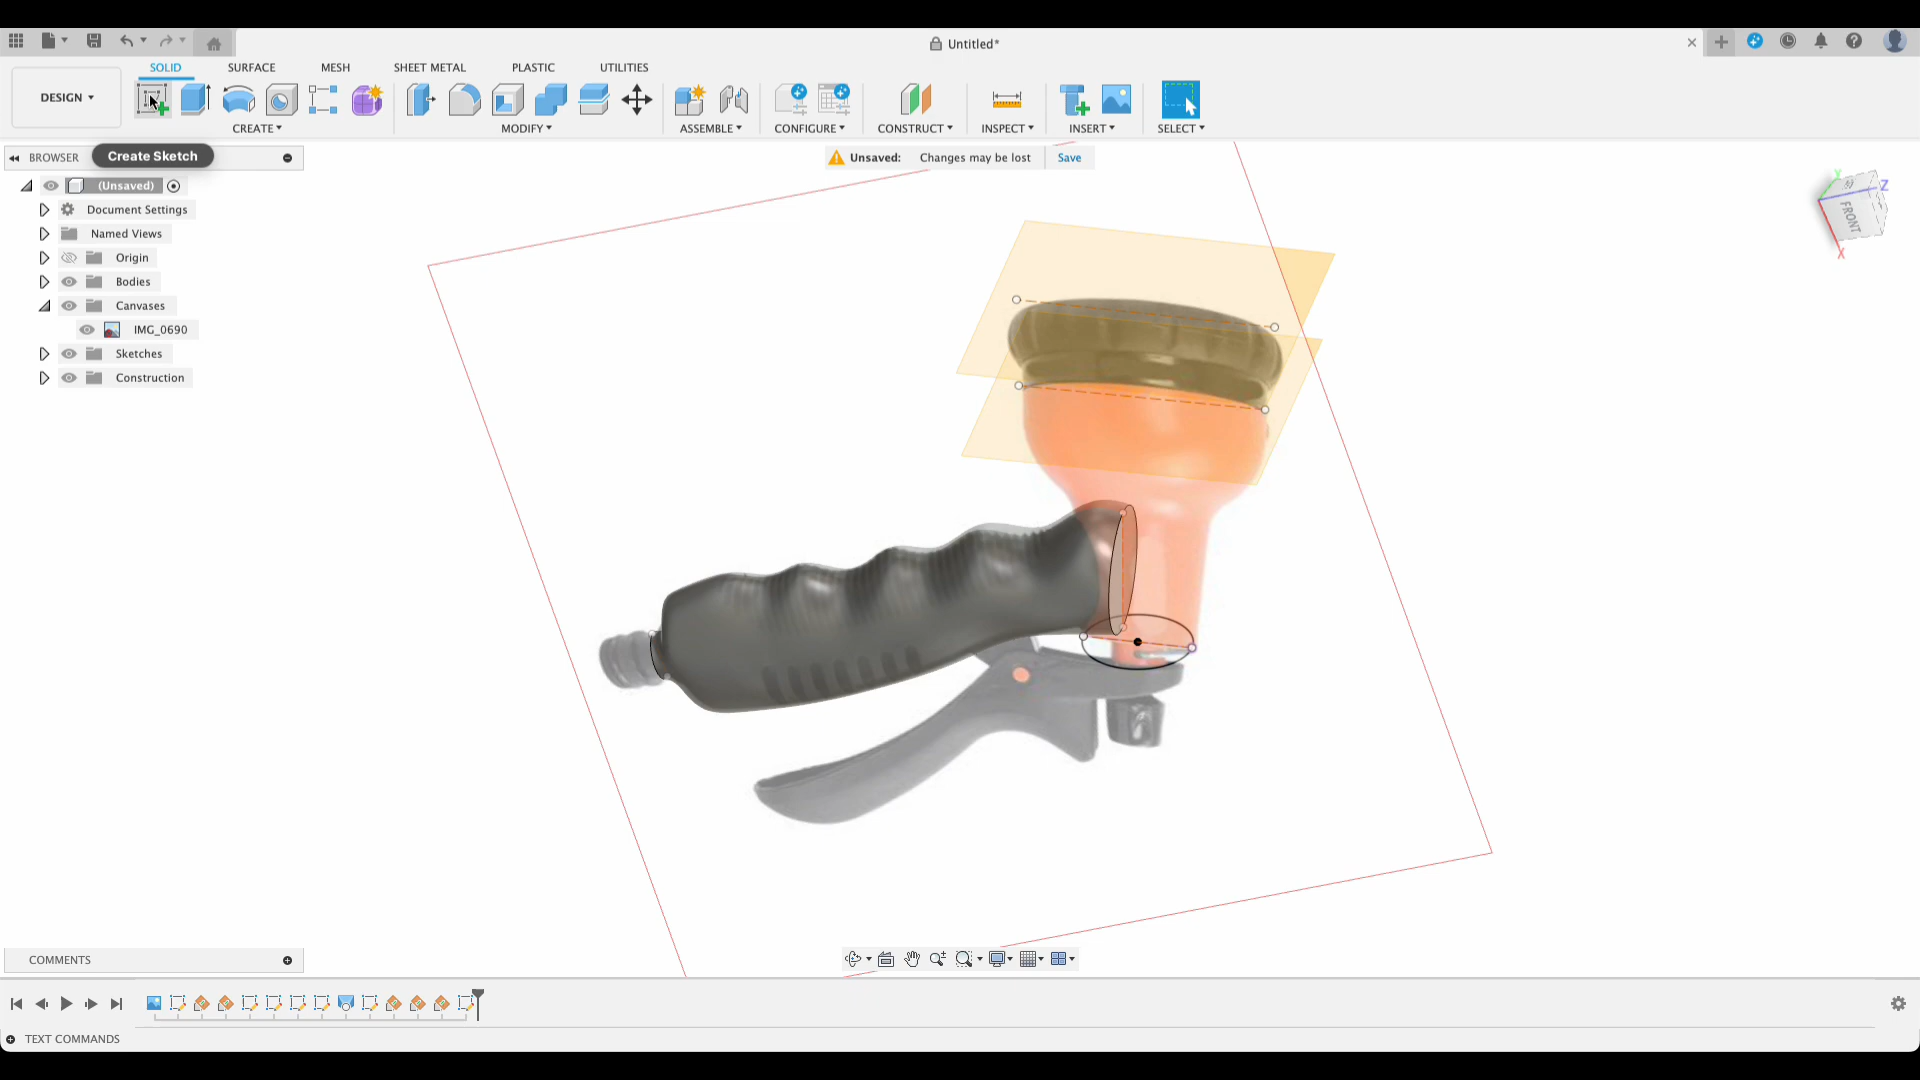 Untitled*
SOLID SURFACE MESH SHEET METAL PLASTIC UTILITIES
DESIGN
CREATE MODIFY ASSEMBLE CONFIGURE CONSTRUCT INSPECT INSERT SELECT
Create Sketch
BROWSER
Unsaved: Changes may be lost Save
(Unsaved)
Document Settings
Named Views
Origin
Bodies
Canvases
IMG_0690
Sketches
Construction
Y
Z
FRONT
X
COMMENTS
TEXT COMMANDS